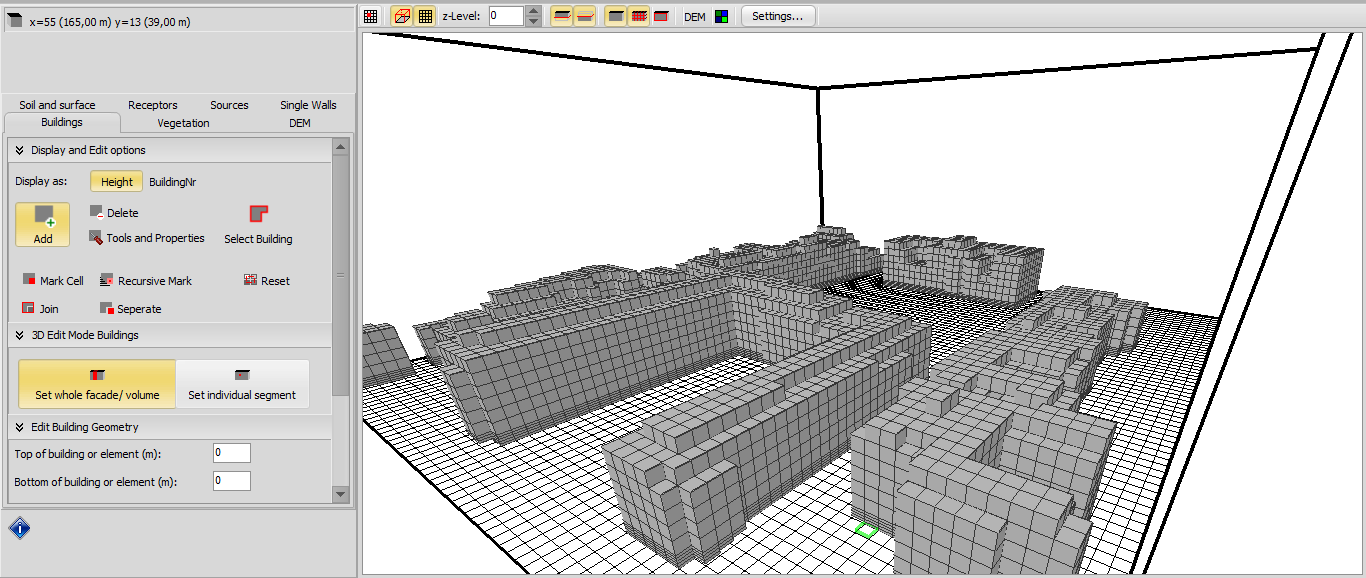 x=55 (165,00 m) y=13 (39,00 m)
z-Level: 0 DEM Settings...
Soil and surface Receptors Sources Single Walls
Buildings Vegetation DEM
Display and Edit options
Display as: Height BuildingNr
Delete
Add Tools and Properties Select Building
Mark Cell Recursive Mark Reset
Join Seperate
3D Edit Mode Buildings
Set whole facade/ volume Set individual segment
Edit Building Geometry
Top of building or element (m): 0
Bottom of building or element (m): 0